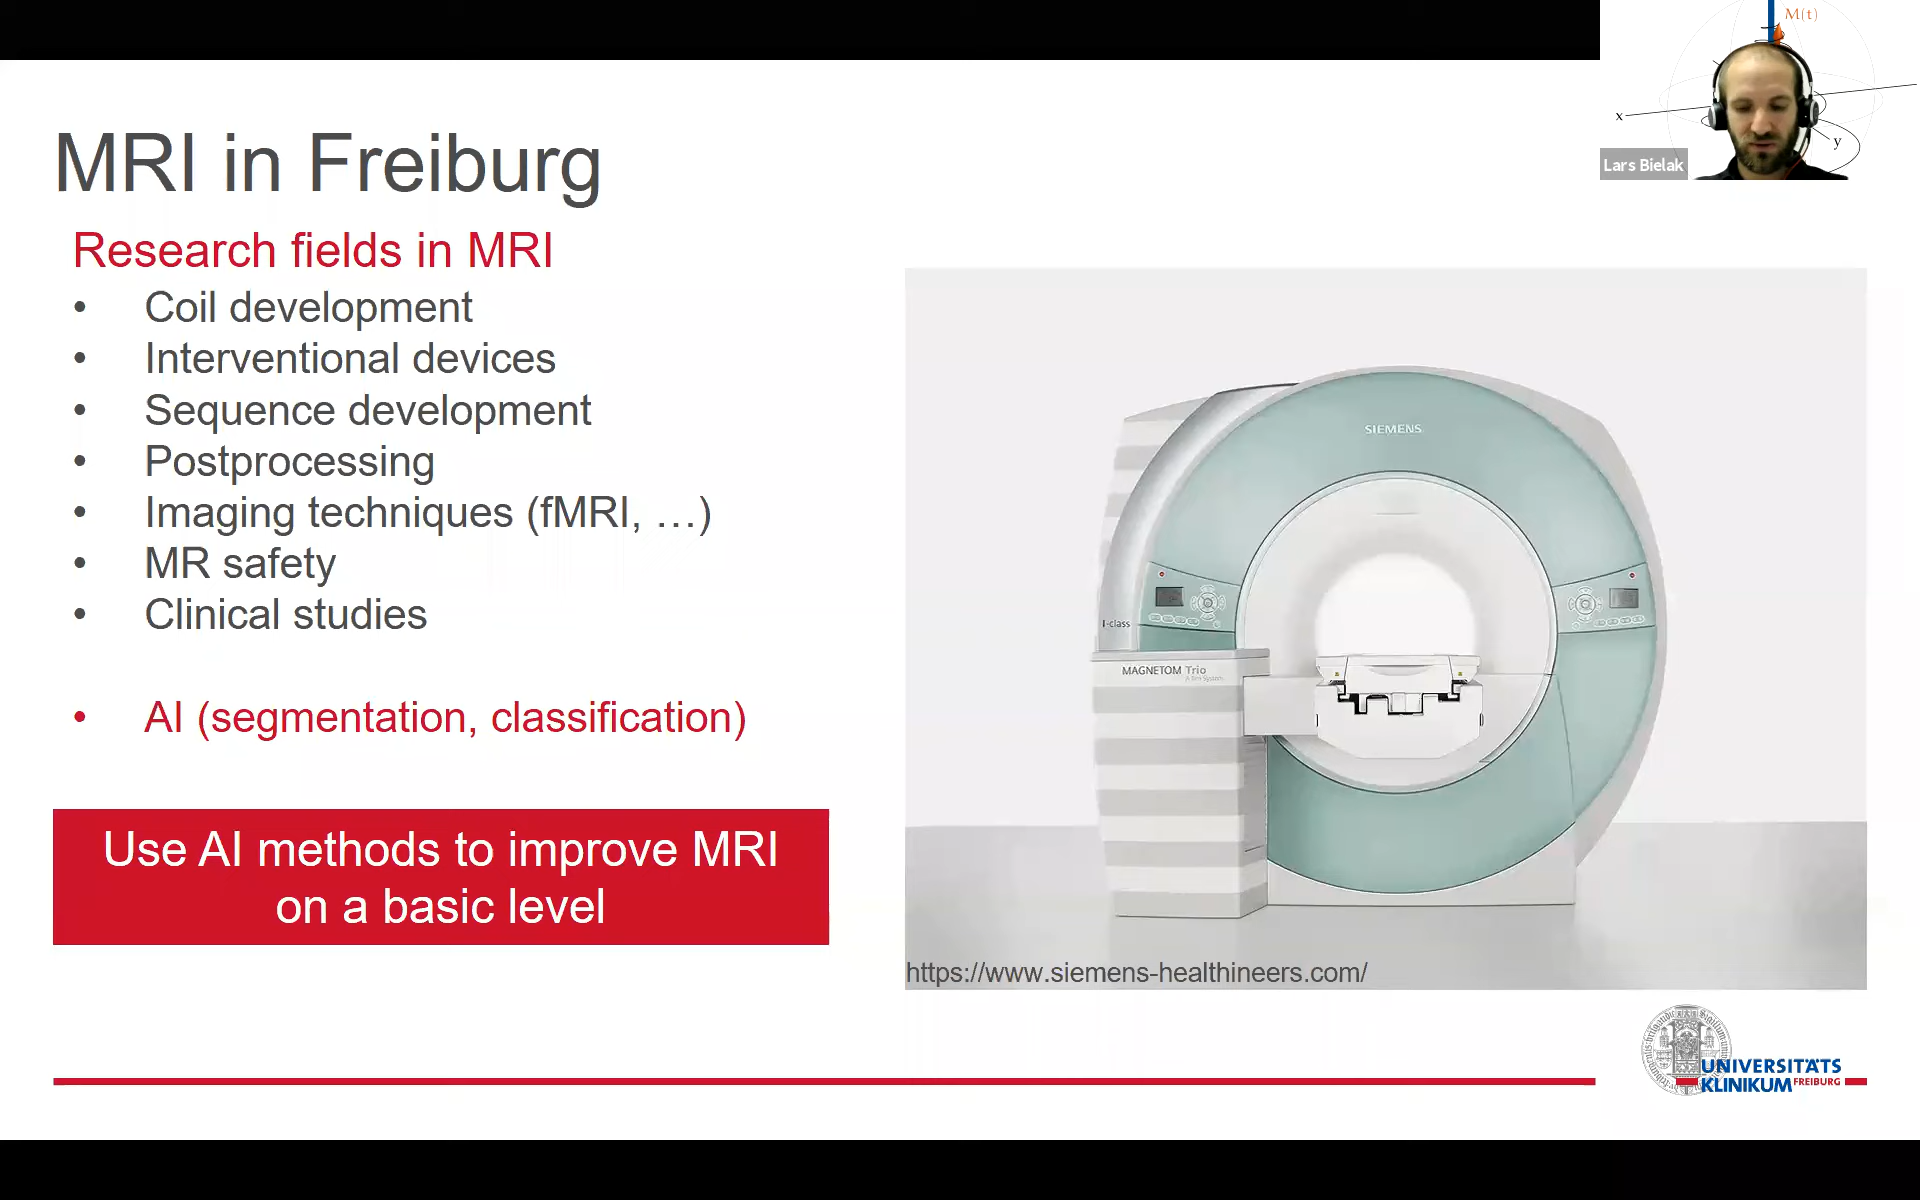 M(t)
x
y
Lars Bielak
MRI in Freiburg
Research fields in MRI
• Coil development
• Interventional devices
• Sequence development
• Postprocessing
• Imaging techniques (fMRI, …)
• MR safety
• Clinical studies
• AI (segmentation, classification)
Use AI methods to improve MRI
on a basic level
SIEMENS
I-class
MAGNETOM Trio
https://www.siemens-healthineers.com/
UNIVERSITÄTS
KLINIKUM FREIBURG